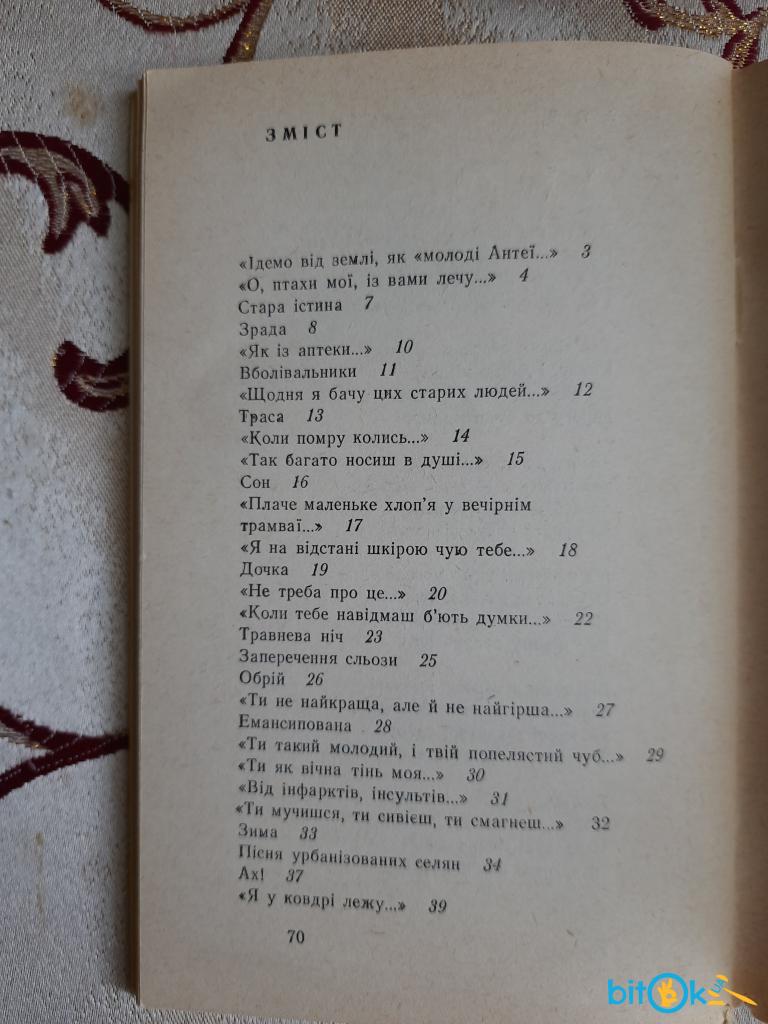 ЗМІСТ
«Ідемо від землі, як «молоді Антеї...» 3
«О, птахи мої, із вами лечу...» 4
Стара істина 7
Зрада 8
«Як із аптеки...» 10
Вболівальники 11
«Щодня я бачу цих старих людей...» 12
Траса 13
«Коли помру колись...» 14
«Так багато носиш в душі...» 15
Сон 16
«Плаче маленьке хлоп'я у вечірнім
трамваї...» 17
«Я на відстані шкірою чую тебе...» 18
Дочка 19
«Не треба про це...» 20
«Коли тебе навідмаш б'ють думки...» 22
Травнева ніч 23
Заперечення сльози 25
Обрій 26
«Ти не найкраща, але й не найгірша...» 27
Емансипована 28
«Ти такий молодий, і твій попелястий чуб...» 29
«Ти як вічна тінь моя...» 30
«Від інфарктів, інсультів...» 31
«Ти мучишся, ти сивієш, ти смагнеш...» 32
Зима 33
Пісня урбанізованих селян 34
Ах! 37
«Я у ковдрі лежу...» 39
70
bitOk.UA